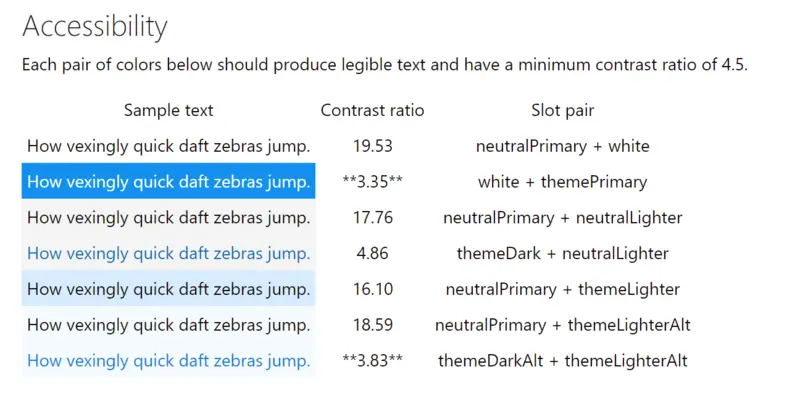 Accessibility
Each pair of colors below should produce legible text and have a minimum contrast ratio of 4.5.
Sample text Contrast ratio Slot pair
How vexingly quick daft zebras jump. 19.53 neutralPrimary + white
How vexingly quick daft zebras jump. **3.35** white + themePrimary
How vexingly quick daft zebras jump. 17.76 neutralPrimary + neutralLighter
How vexingly quick daft zebras jump. 4.86 themeDark + neutralLighter
How vexingly quick daft zebras jump. 16.10 neutralPrimary + themeLighter
How vexingly quick daft zebras jump. 18.59 neutralPrimary + themeLighterAlt
How vexingly quick daft zebras jump. **3.83** themeDarkAlt + themeLighterAlt